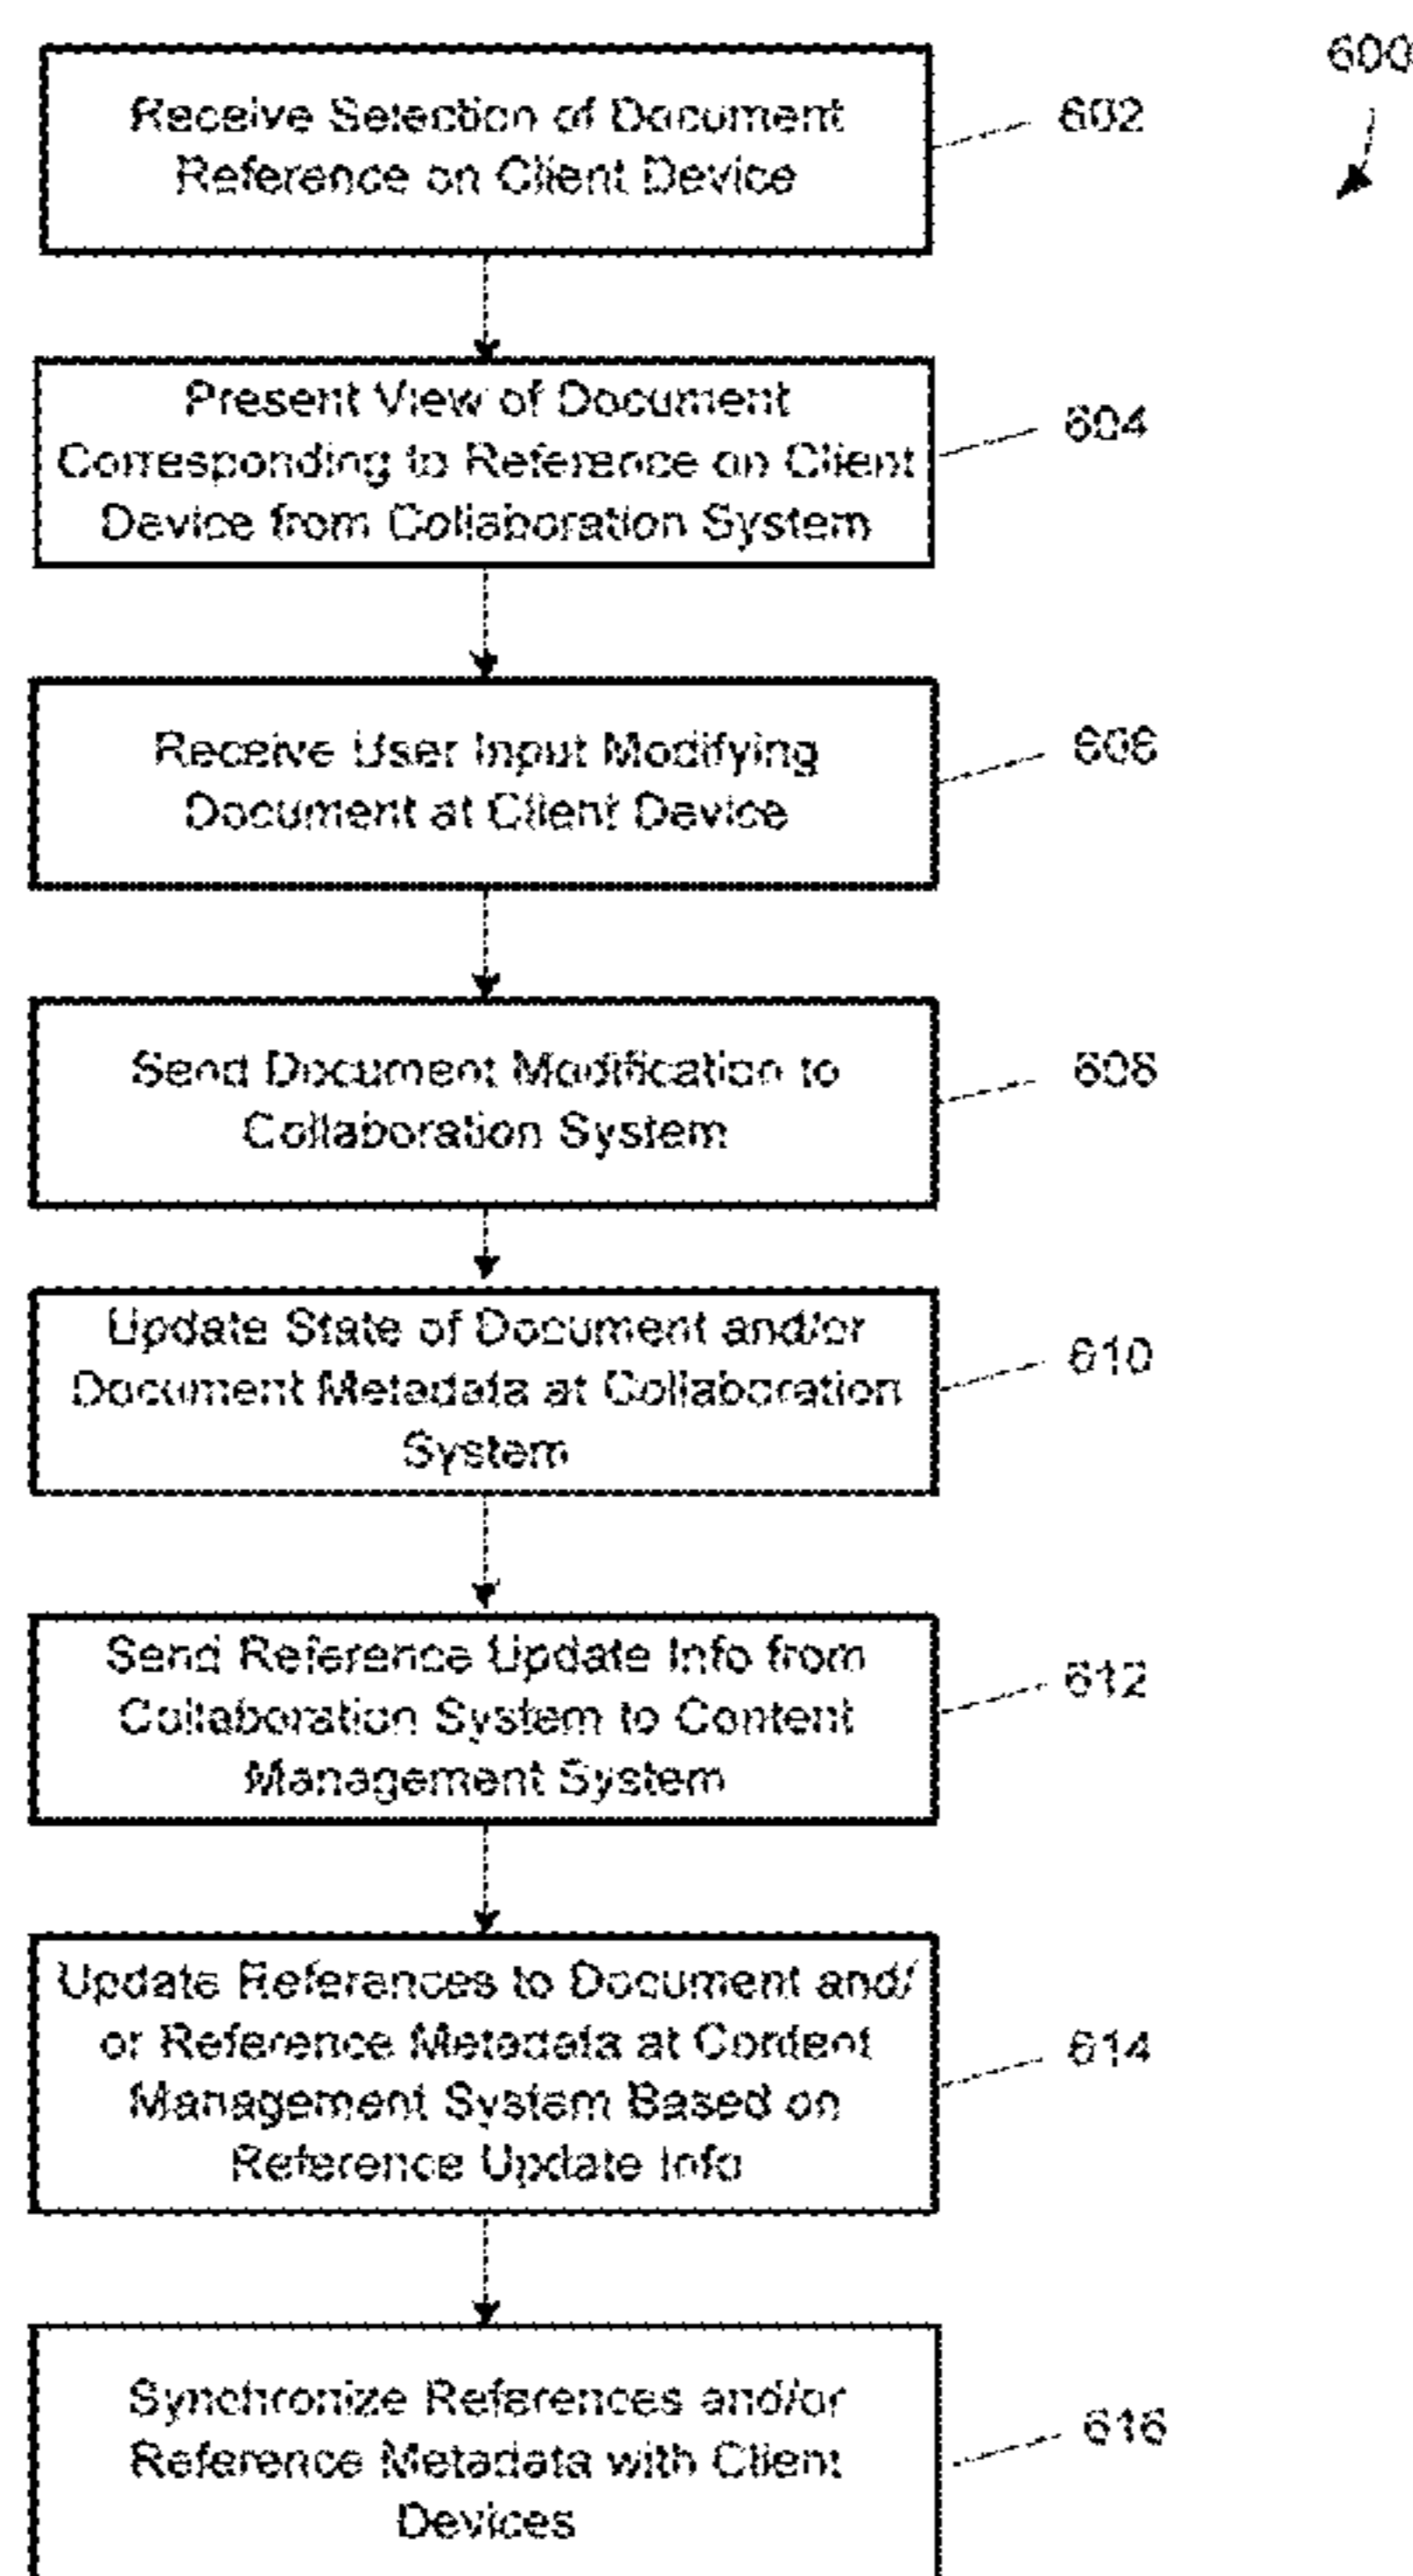 600
Receive Selection of Document
Reference on Client Device
602
Present View of Document
Corresponding to Reference on Client
Device from Collaboration System
604
Receive User Input Modifying
Document at Client Device
606
Send Document Modification to
Collaboration System
608
Update State of Document and/or
Document Metadata at Collaboration
System
610
Send Reference Update Info from
Collaboration System to Content
Management System
612
Update References to Document and/
or Reference Metadata at Content
Management System Based on
Reference Update Info
614
Synchronize References and/or
Reference Metadata with Client
Devices
616